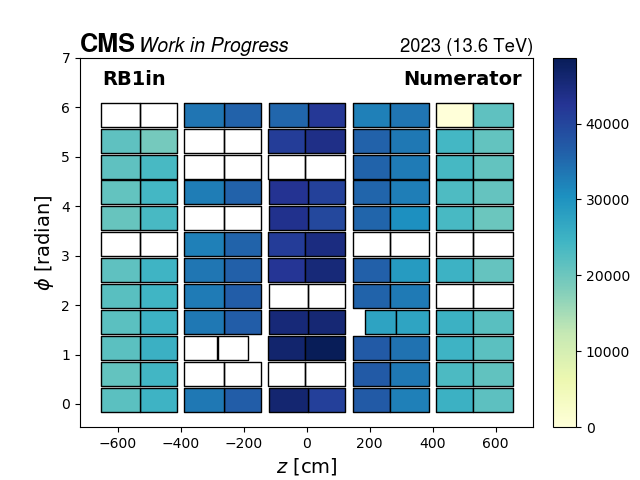 CMS Work in Progress 2023 (13.6 TeV)
RB1in Numerator
7
6
5
4
3
2
1
0
ϕ [radian]
−600 −400 −200 0 200 400 600
z [cm]
40000
30000
20000
10000
0